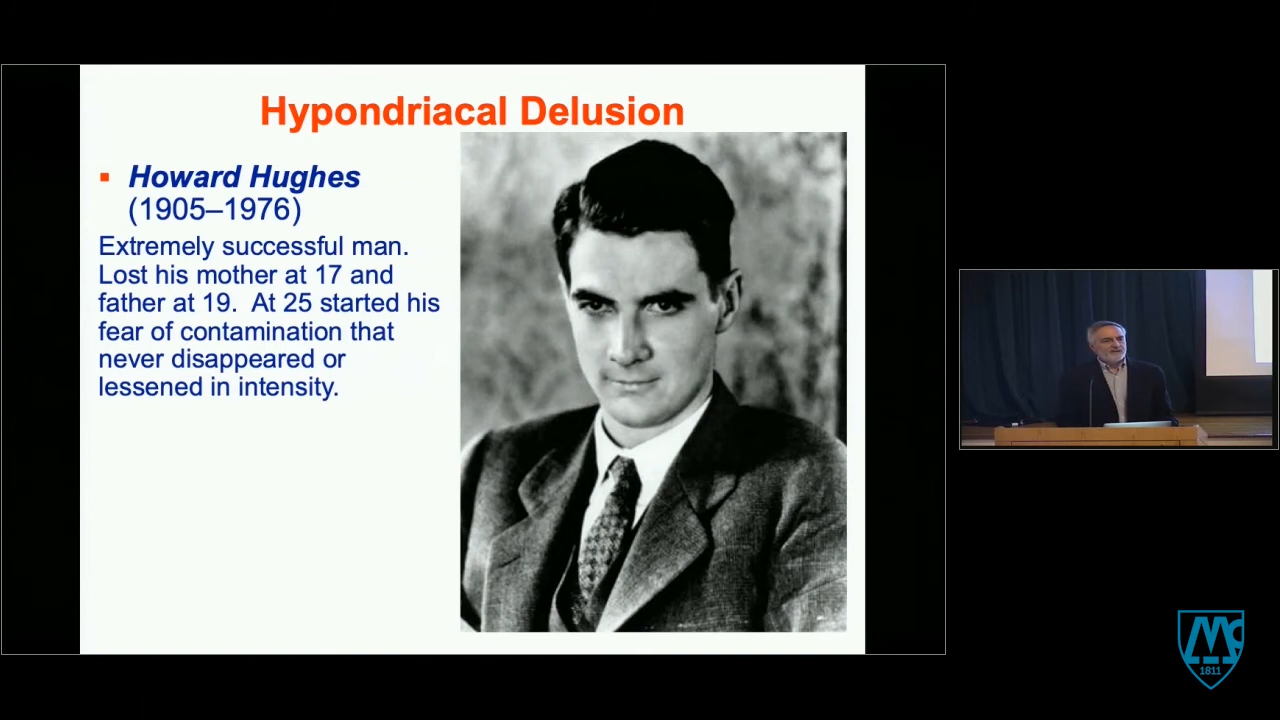 Hypondriacal Delusion
▪ Howard Hughes
(1905–1976)
Extremely successful man.
Lost his mother at 17 and
father at 19. At 25 started his
fear of contamination that
never disappeared or
lessened in intensity.
Mc
1811